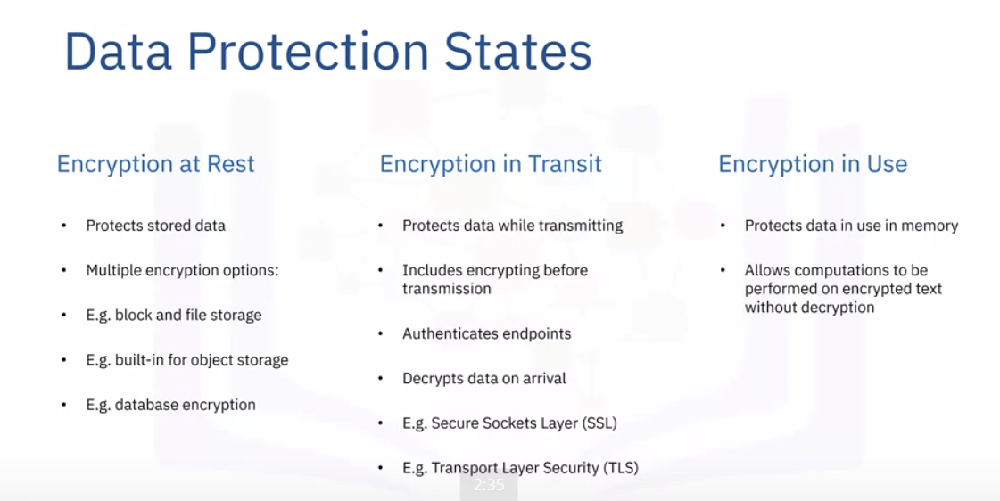 Data Protection States
Encryption at Rest
• Protects stored data
• Multiple encryption options:
• E.g. block and file storage
• E.g. built-in for object storage
• E.g. database encryption
Encryption in Transit
• Protects data while transmitting
• Includes encrypting before
transmission
• Authenticates endpoints
• Decrypts data on arrival
• E.g. Secure Sockets Layer (SSL)
• E.g. Transport Layer Security (TLS)
Encryption in Use
• Protects data in use in memory
• Allows computations to be
performed on encrypted text
without decryption
2:35